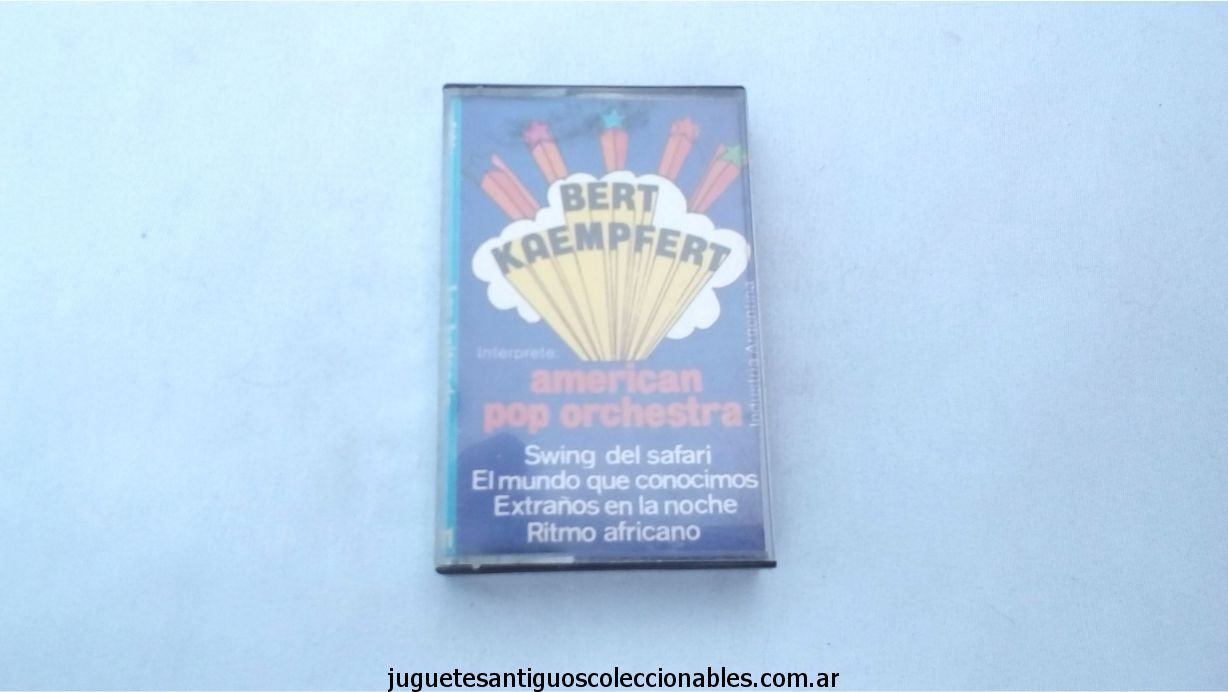 BERT
KAEMPFERT
Interprete:
american
pop orchestra
Industria Argentina
Swing del safari
El mundo que conocimos
Extraños en la noche
Ritmo africano
juguetesantiguoscoleccionables.com.ar